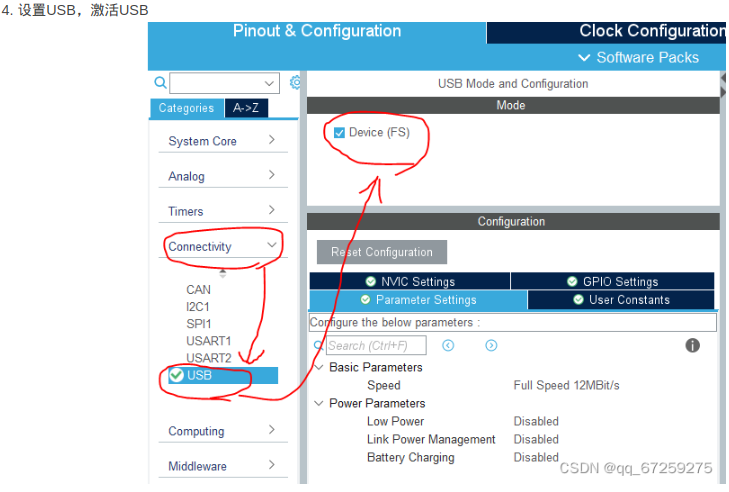 4. 设置USB，激活USB
Pinout & Configuration
Clock Configuration
Software Packs
Categories
A->Z
System Core
Analog
Timers
Connectivity
CAN
I2C1
SPI1
USART1
USART2
USB
Computing
Middleware
USB Mode and Configuration
Mode
Device (FS)
Configuration
Reset Configuration
NVIC Settings
GPIO Settings
Parameter Settings
User Constants
Configure the below parameters :
Search (Ctrl+F)
Basic Parameters
Speed Full Speed 12MBit/s
Power Parameters
Low Power Disabled
Link Power Management Disabled
Battery Charging Disabled
CSDN @qq_67259275